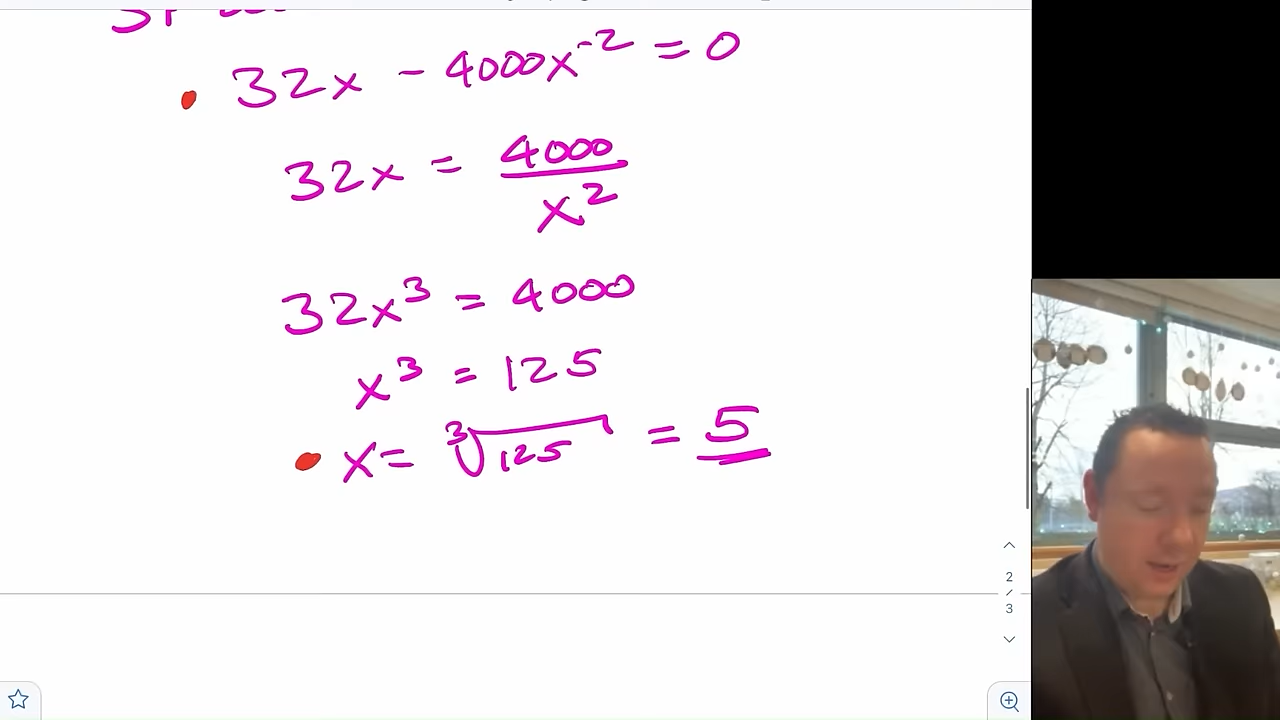 32x - 4000x⁻² = 0
32x = 4000/x²
32x³ = 4000
x³ = 125
x = ∛125 = 5
2
/
3